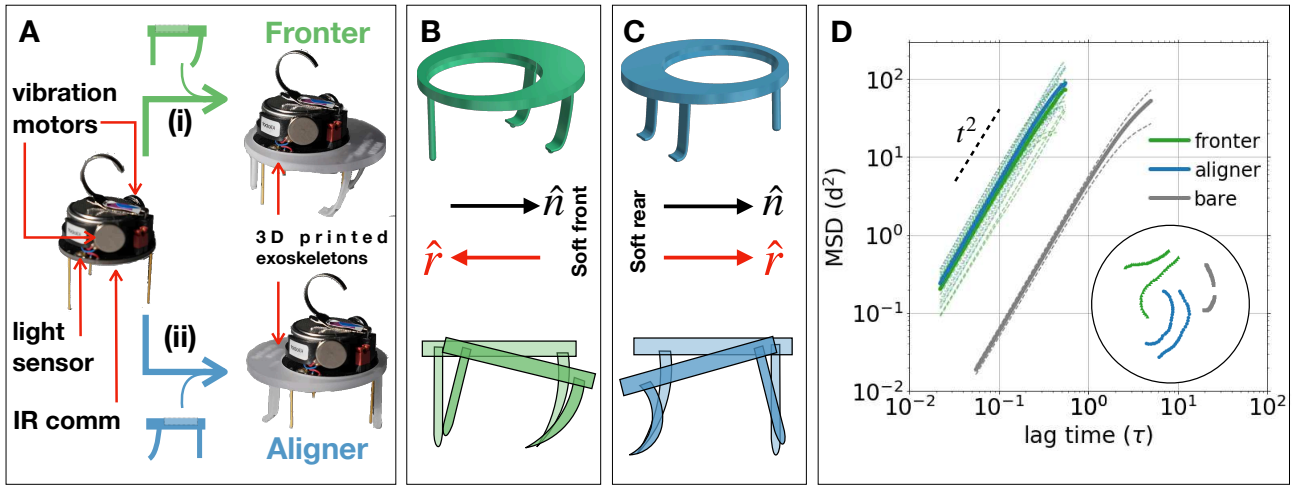 A
Fronter
vibration
motors
(i)
3D printed
exoskeletons
light
sensor
(ii)
IR comm
Aligner
B
n̂
r̂
Soft front
C
Soft rear
n̂
r̂
D
MSD (d²)
10²
10¹
10⁰
10⁻¹
10⁻²
t²
fronter
aligner
bare
10⁻² 10⁻¹ 10⁰ 10¹ 10²
lag time (τ)